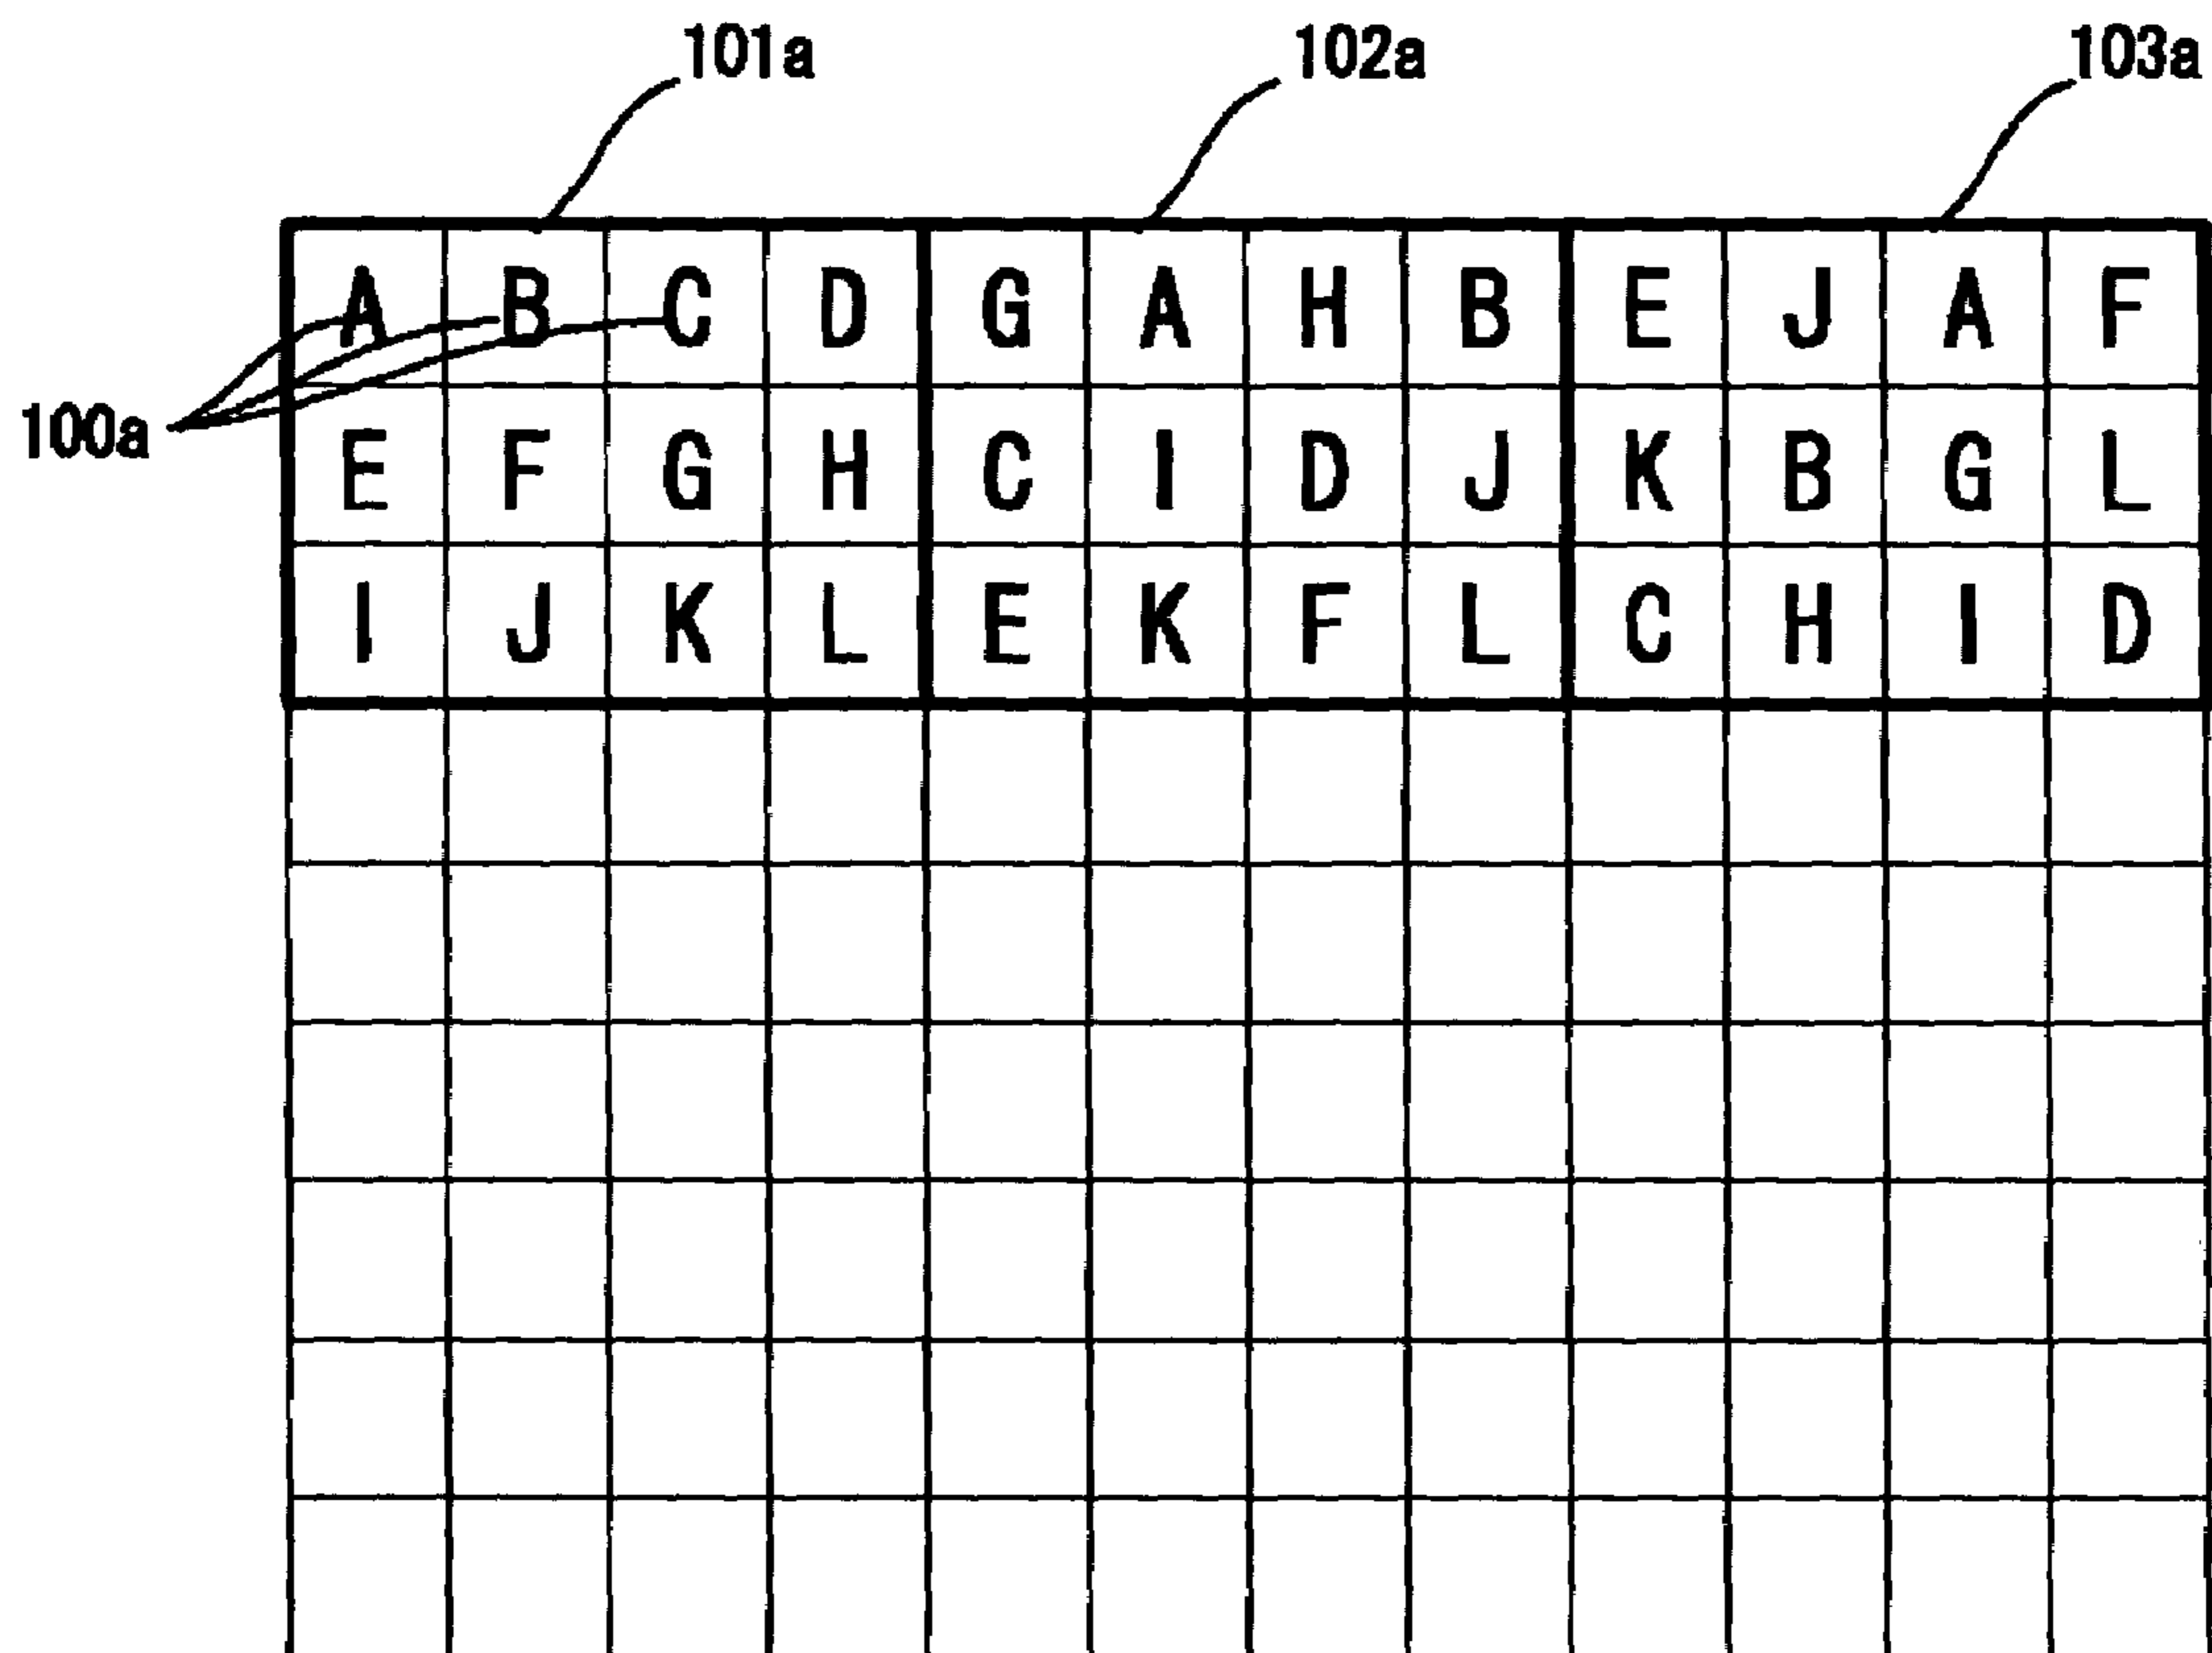 101a 102a 103a
A B C D G A H B E J A F
100a
E F G H C I D J K B G L
I J K L E K F L C H I D